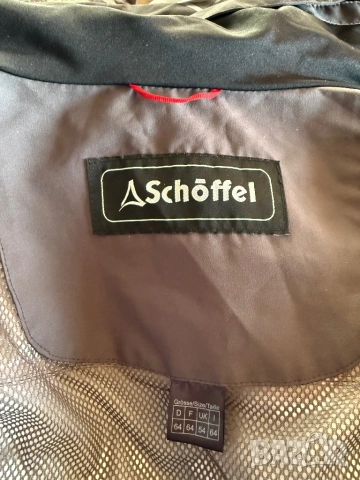 Schöffel
Grösse/Size/Taille
D F UK I
64 64 54 64